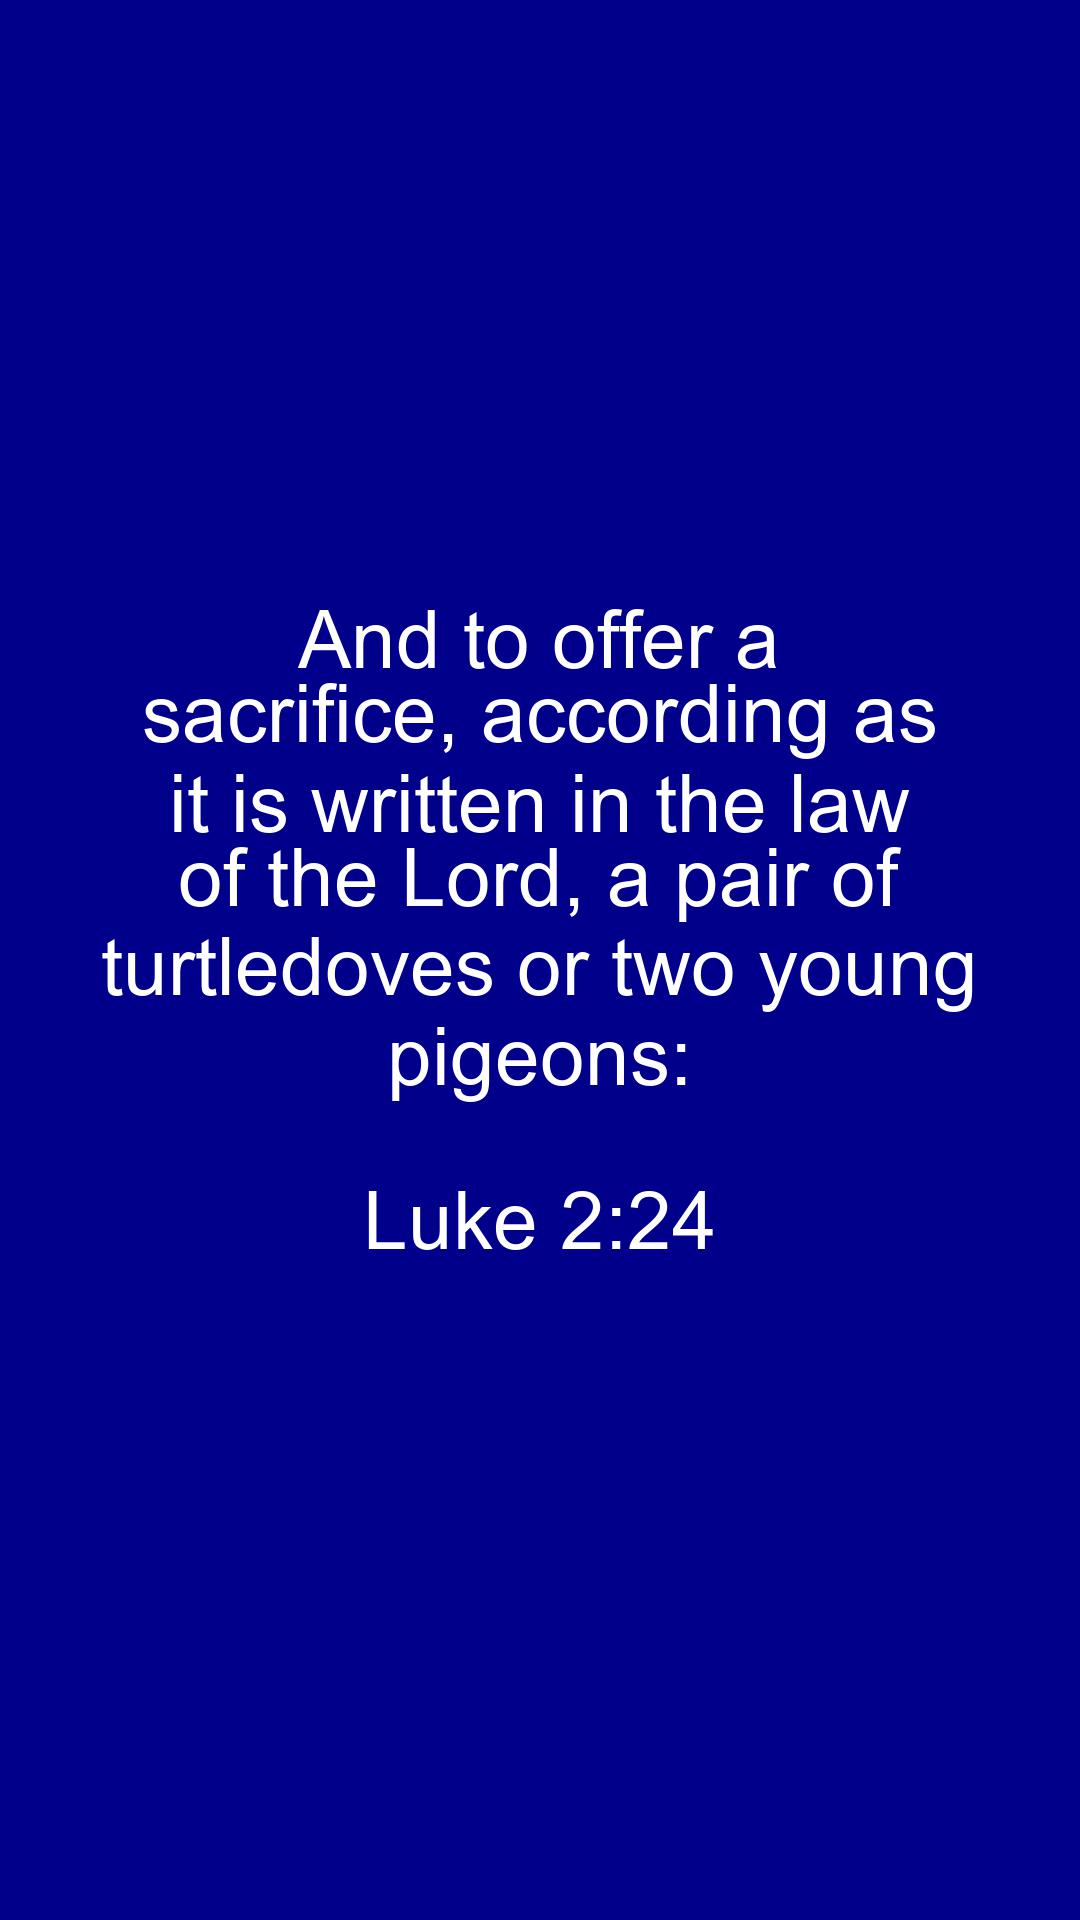 And to offer a
sacrifice, according as
it is written in the law
of the Lord, a pair of
turtledoves or two young
pigeons:
Luke 2:24